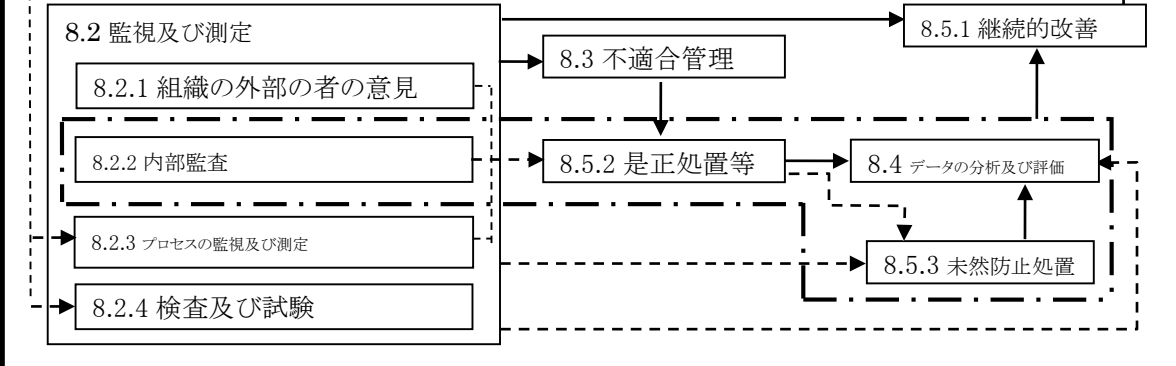 8.2 監視及び測定
8.5.1 継続的改善
8.3 不適合管理
8.2.1 組織の外部の者の意見
8.2.2 内部監査
8.5.2 是正処置等
8.4 データの分析及び評価
8.2.3 プロセスの監視及び測定
8.5.3 未然防止処置
8.2.4 検査及び試験